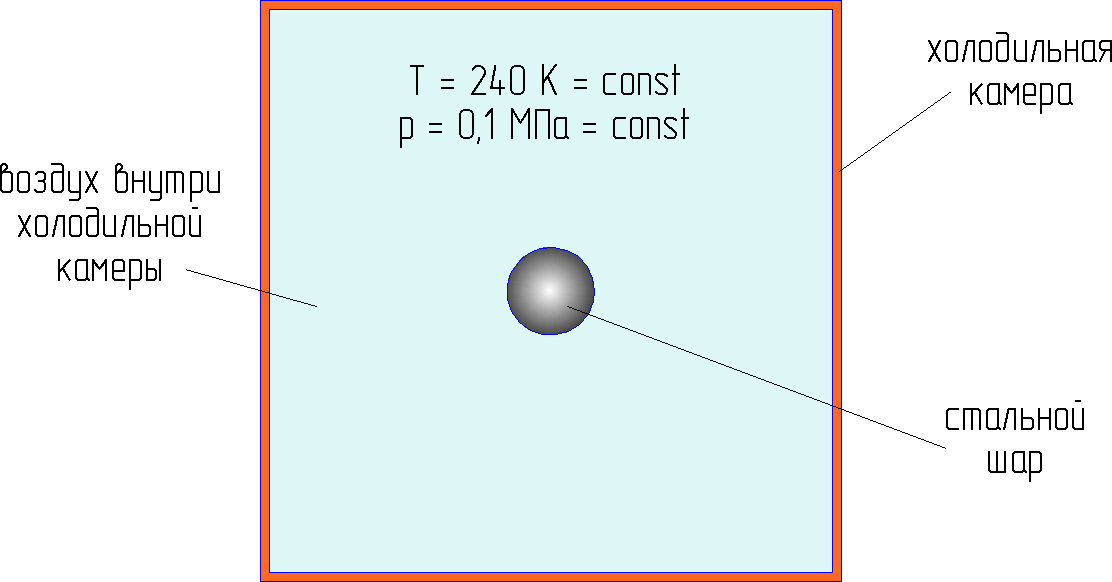 T = 240 К = const
p = 0,1 МПа = const
холодильная
камера
воздух внутри
холодильной
камеры
стальной
шар